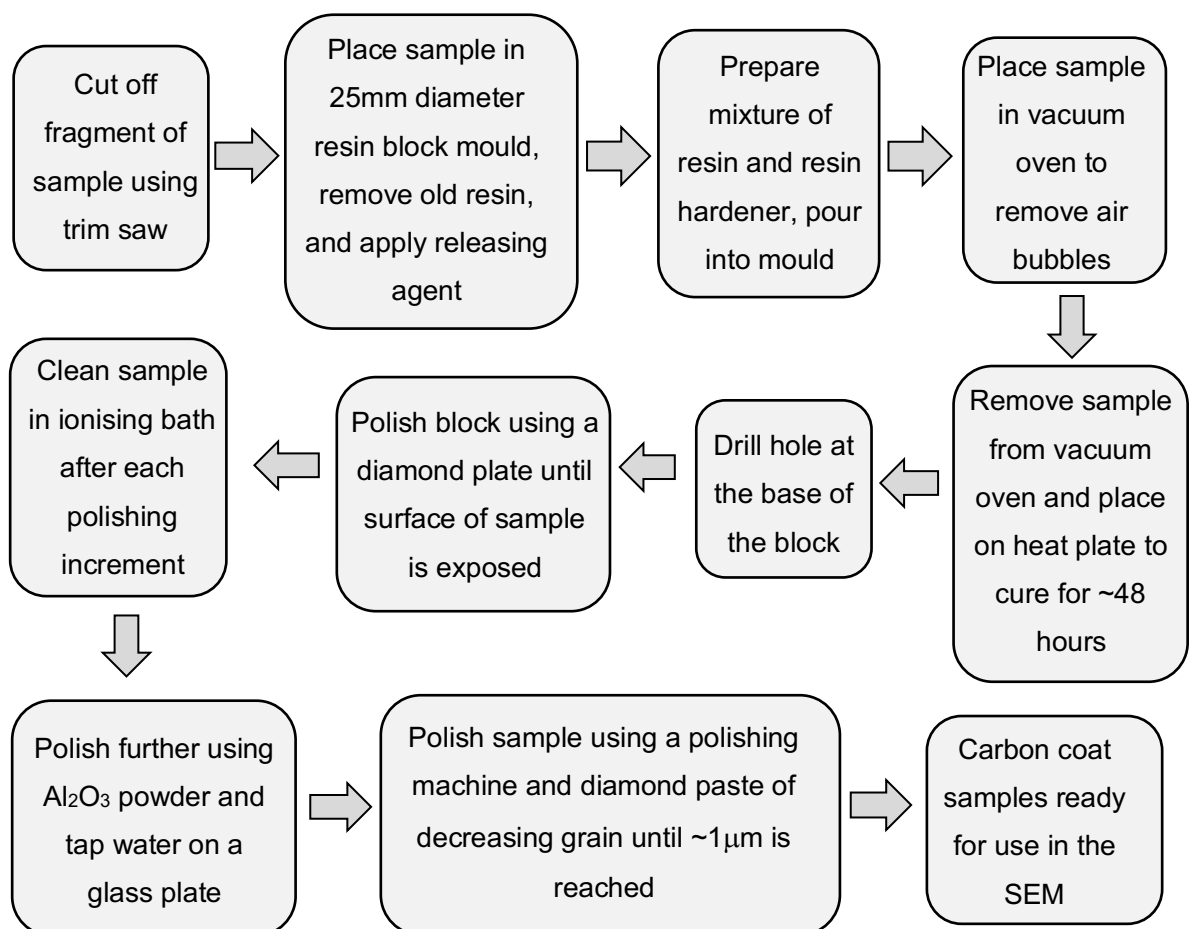 Cut off
fragment of
sample using
trim saw
Place sample in
25mm diameter
resin block mould,
remove old resin,
and apply releasing
agent
Prepare
mixture of
resin and resin
hardener, pour
into mould
Place sample
in vacuum
oven to
remove air
bubbles
Remove sample
from vacuum
oven and place
on heat plate to
cure for ~48
hours
Drill hole at
the base of
the block
Polish block using a
diamond plate until
surface of sample
is exposed
Clean sample
in ionising bath
after each
polishing
increment
Polish further using
Al₂O₃ powder and
tap water on a
glass plate
Polish sample using a polishing
machine and diamond paste of
decreasing grain until ~1μm is
reached
Carbon coat
samples ready
for use in the
SEM